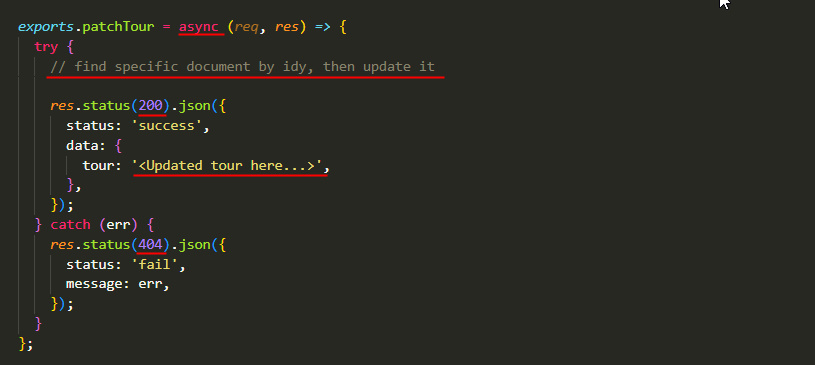 exports.patchTour = async (req, res) => {
try {
// find specific document by idy, then update it
res.status(200).json({
status: 'success',
data: {
tour: '<Updated tour here...>',
},
});
} catch (err) {
res.status(404).json({
status: 'fail',
message: err,
});
}
};